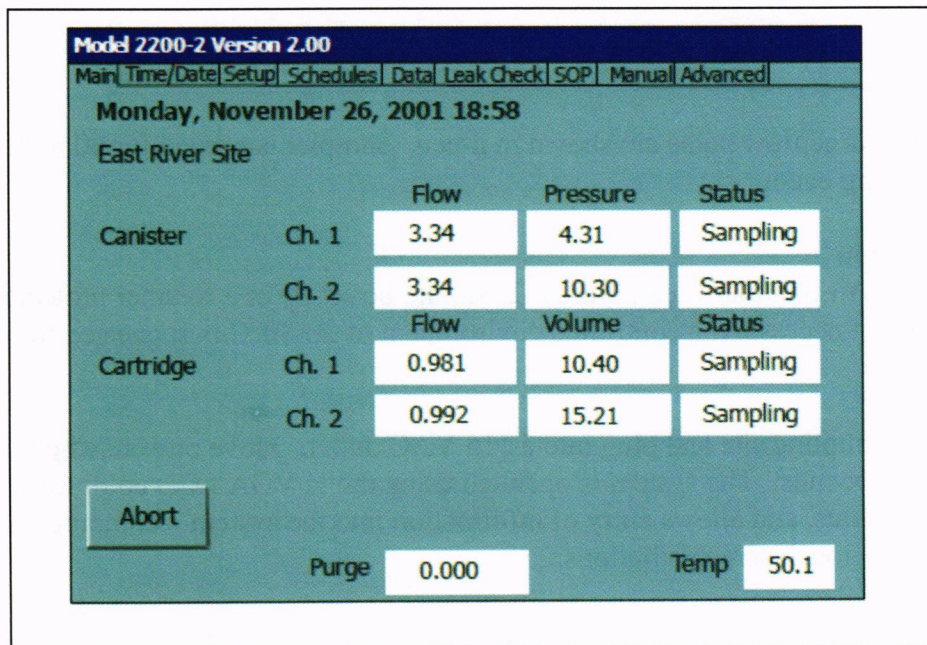 Model 2200-2 Version 2.00
Main Time/Date Setup Schedules Data Leak Check SOP Manual Advanced
Monday, November 26, 2001 18:58
East River Site
Flow Pressure Status
Canister Ch. 1 3.34 4.31 Sampling
Ch. 2 3.34 10.30 Sampling
Flow Volume Status
Cartridge Ch. 1 0.981 10.40 Sampling
Ch. 2 0.992 15.21 Sampling
Abort
Purge 0.000 Temp 50.1